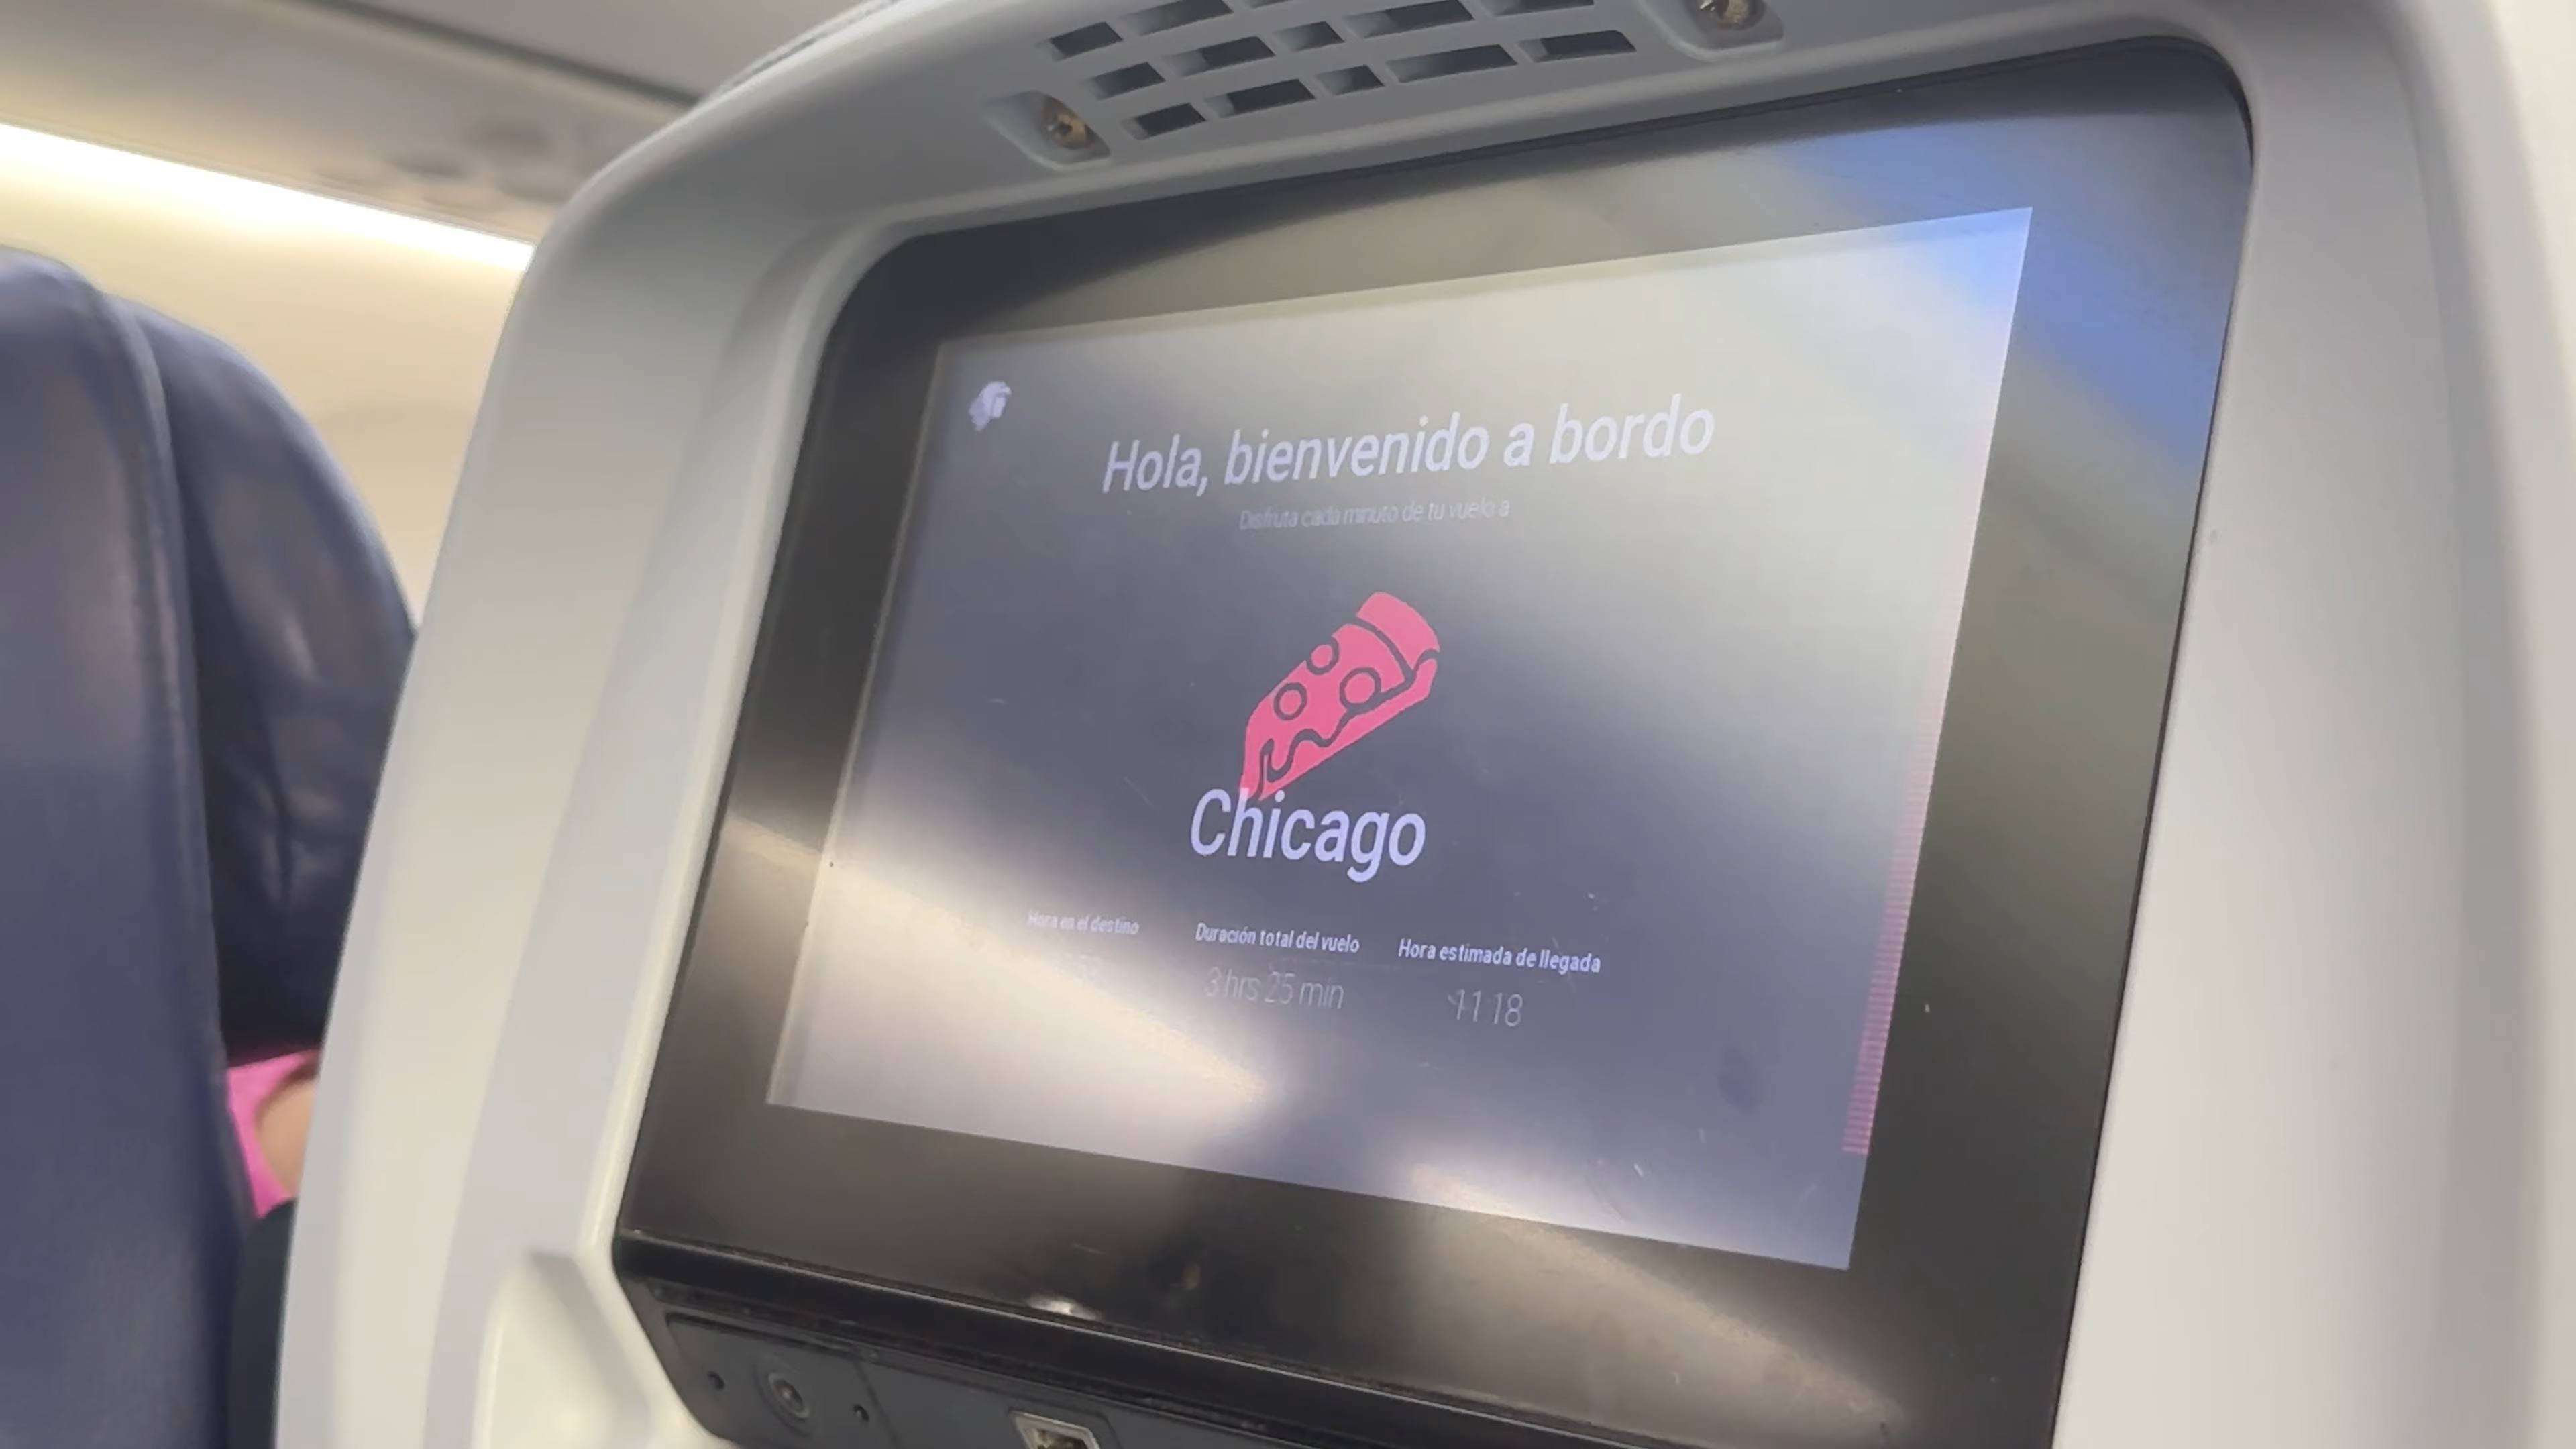 Hola, bienvenido a bordo
Disfruta cada minuto de tu vuelo a
Chicago
Hora en el destino Duración total del vuelo Hora estimada de llegada
3 hrs 25 min 11:18